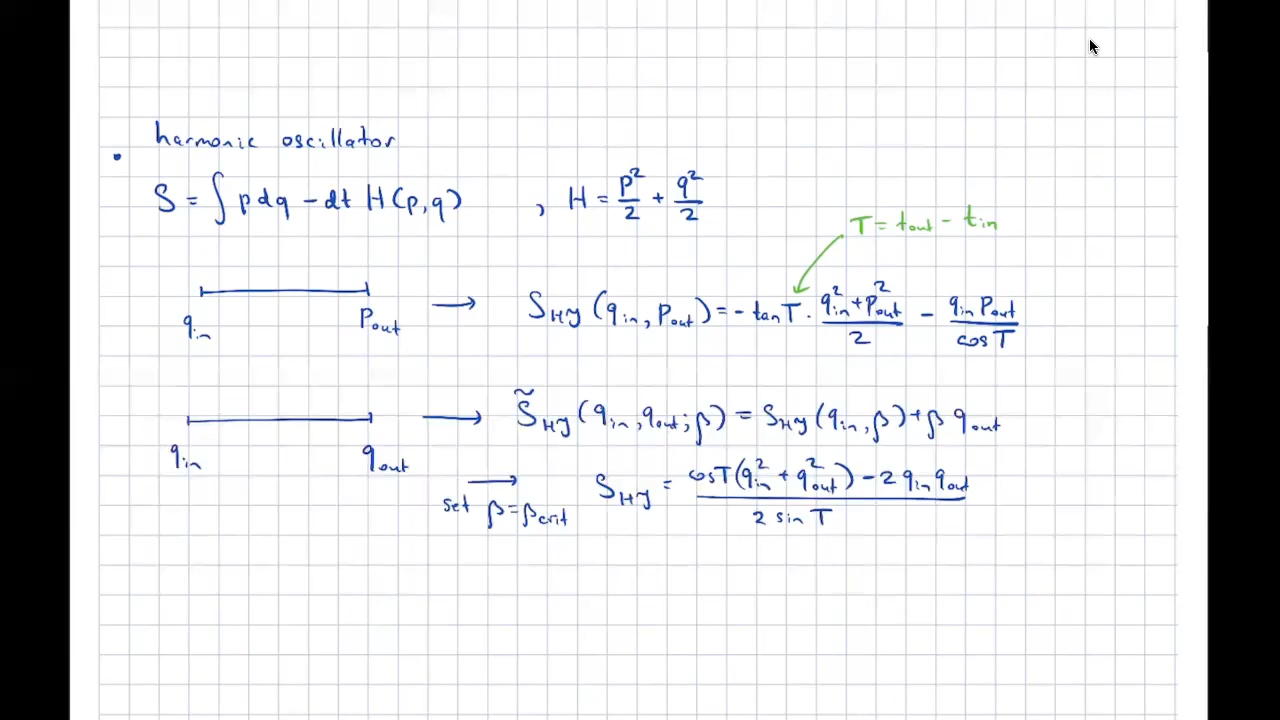 harmonic oscillator
S = ∫ p dq - dt H(p,q) , H = p²/2 + q²/2
T = t_out - t_in
q_in p_out → S_HJ (q_in, p_out) = - tan T · (q_in² + p_out²)/2 - (q_in p_out)/(cos T)
q_in q_out → S̃_HJ (q_in, q_out; β) = S_HJ (q_in, β) + β q_out
→ set β = β_crit S_HJ = (cos T (q_in² + q_out²) - 2 q_in q_out)/(2 sin T)